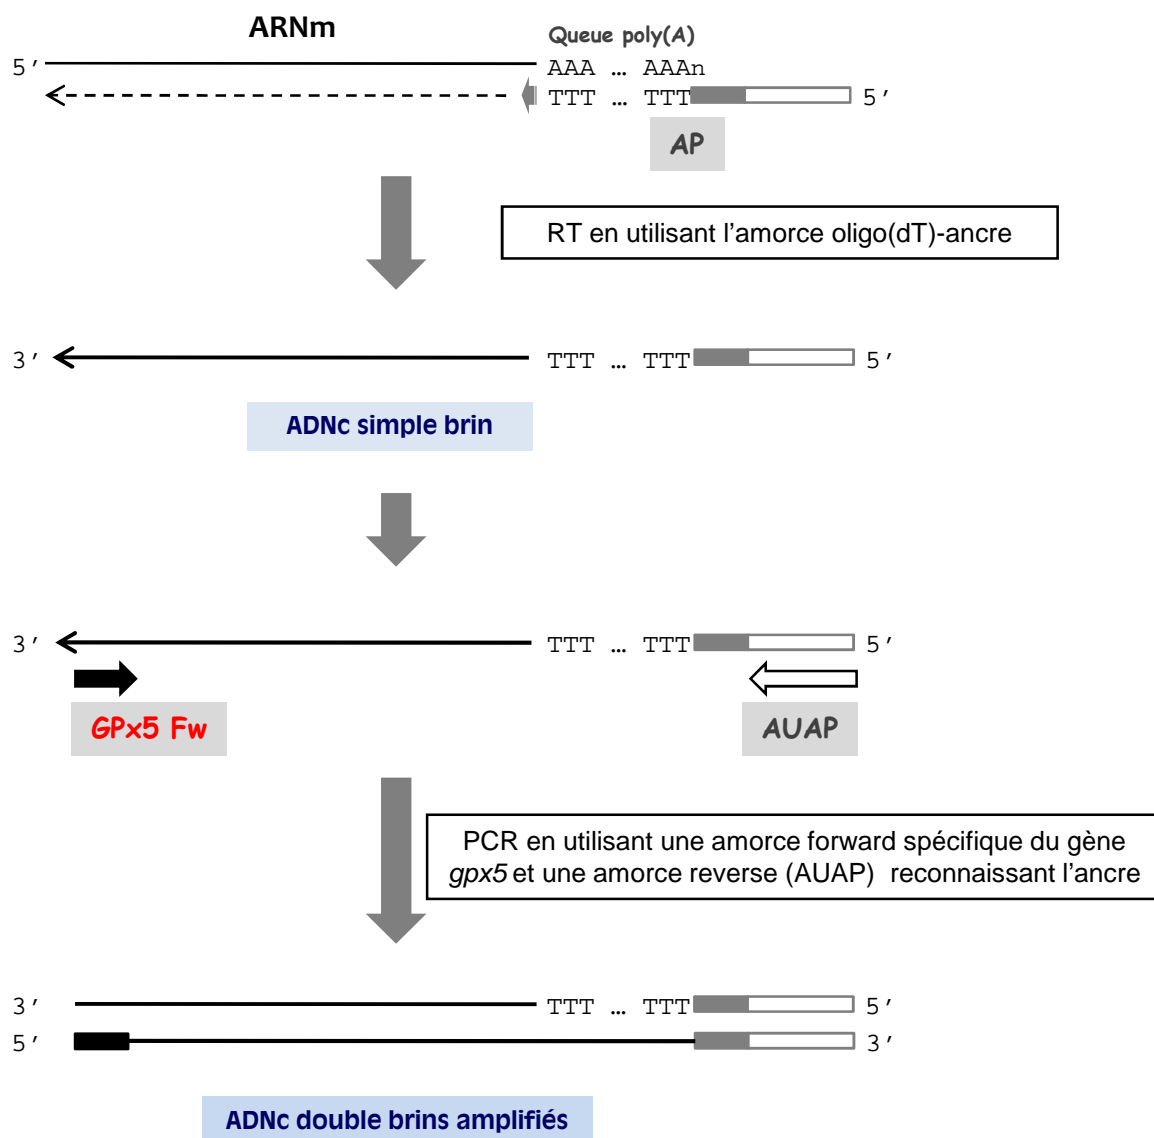 ARNm
Queue poly(A)
5' AAA … AAAn
TTT … TTT 5'
AP
RT en utilisant l'amorce oligo(dT)-ancre
3' TTT … TTT 5'
ADNc simple brin
3' TTT … TTT 5'
GPx5 Fw AUAP
PCR en utilisant une amorce forward spécifique du gène
gpx5 et une amorce reverse (AUAP) reconnaissant l'ancre
3' TTT … TTT 5'
5' 3'
ADNc double brins amplifiés